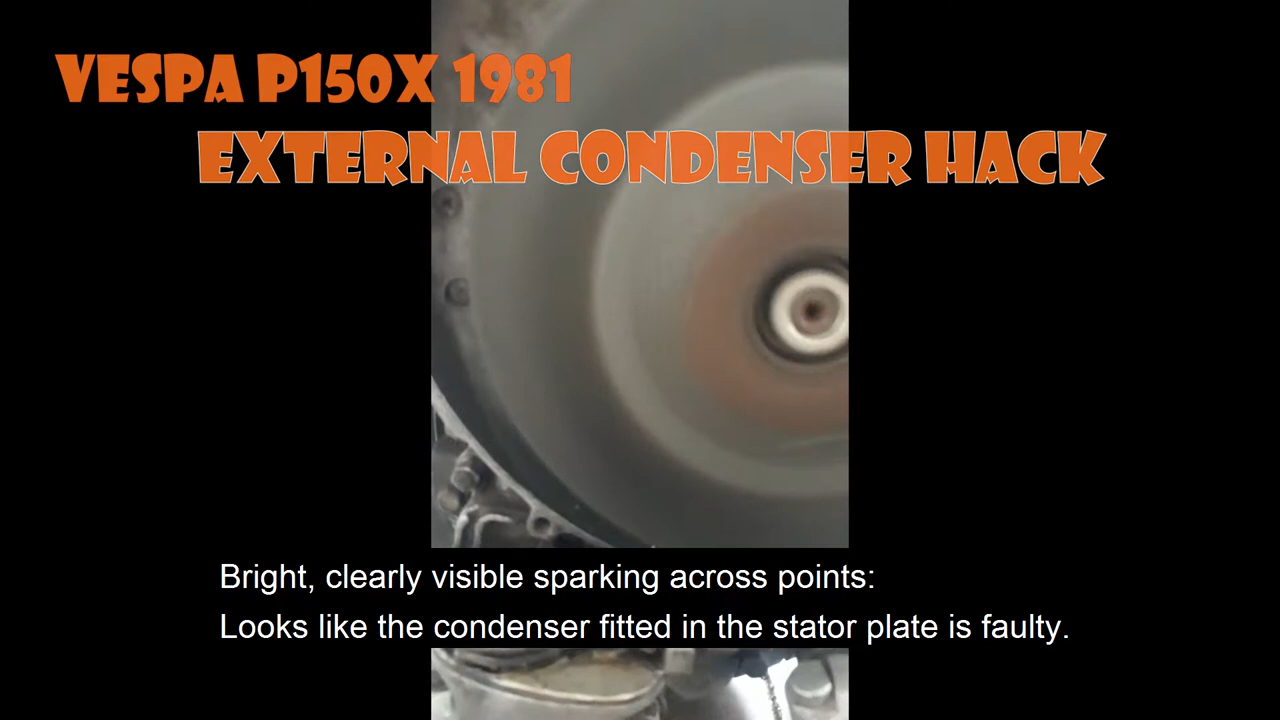 VESPA P150X 1981
EXTERNAL CONDENSER HACK
Bright, clearly visible sparking across points:
Looks like the condenser fitted in the stator plate is faulty.